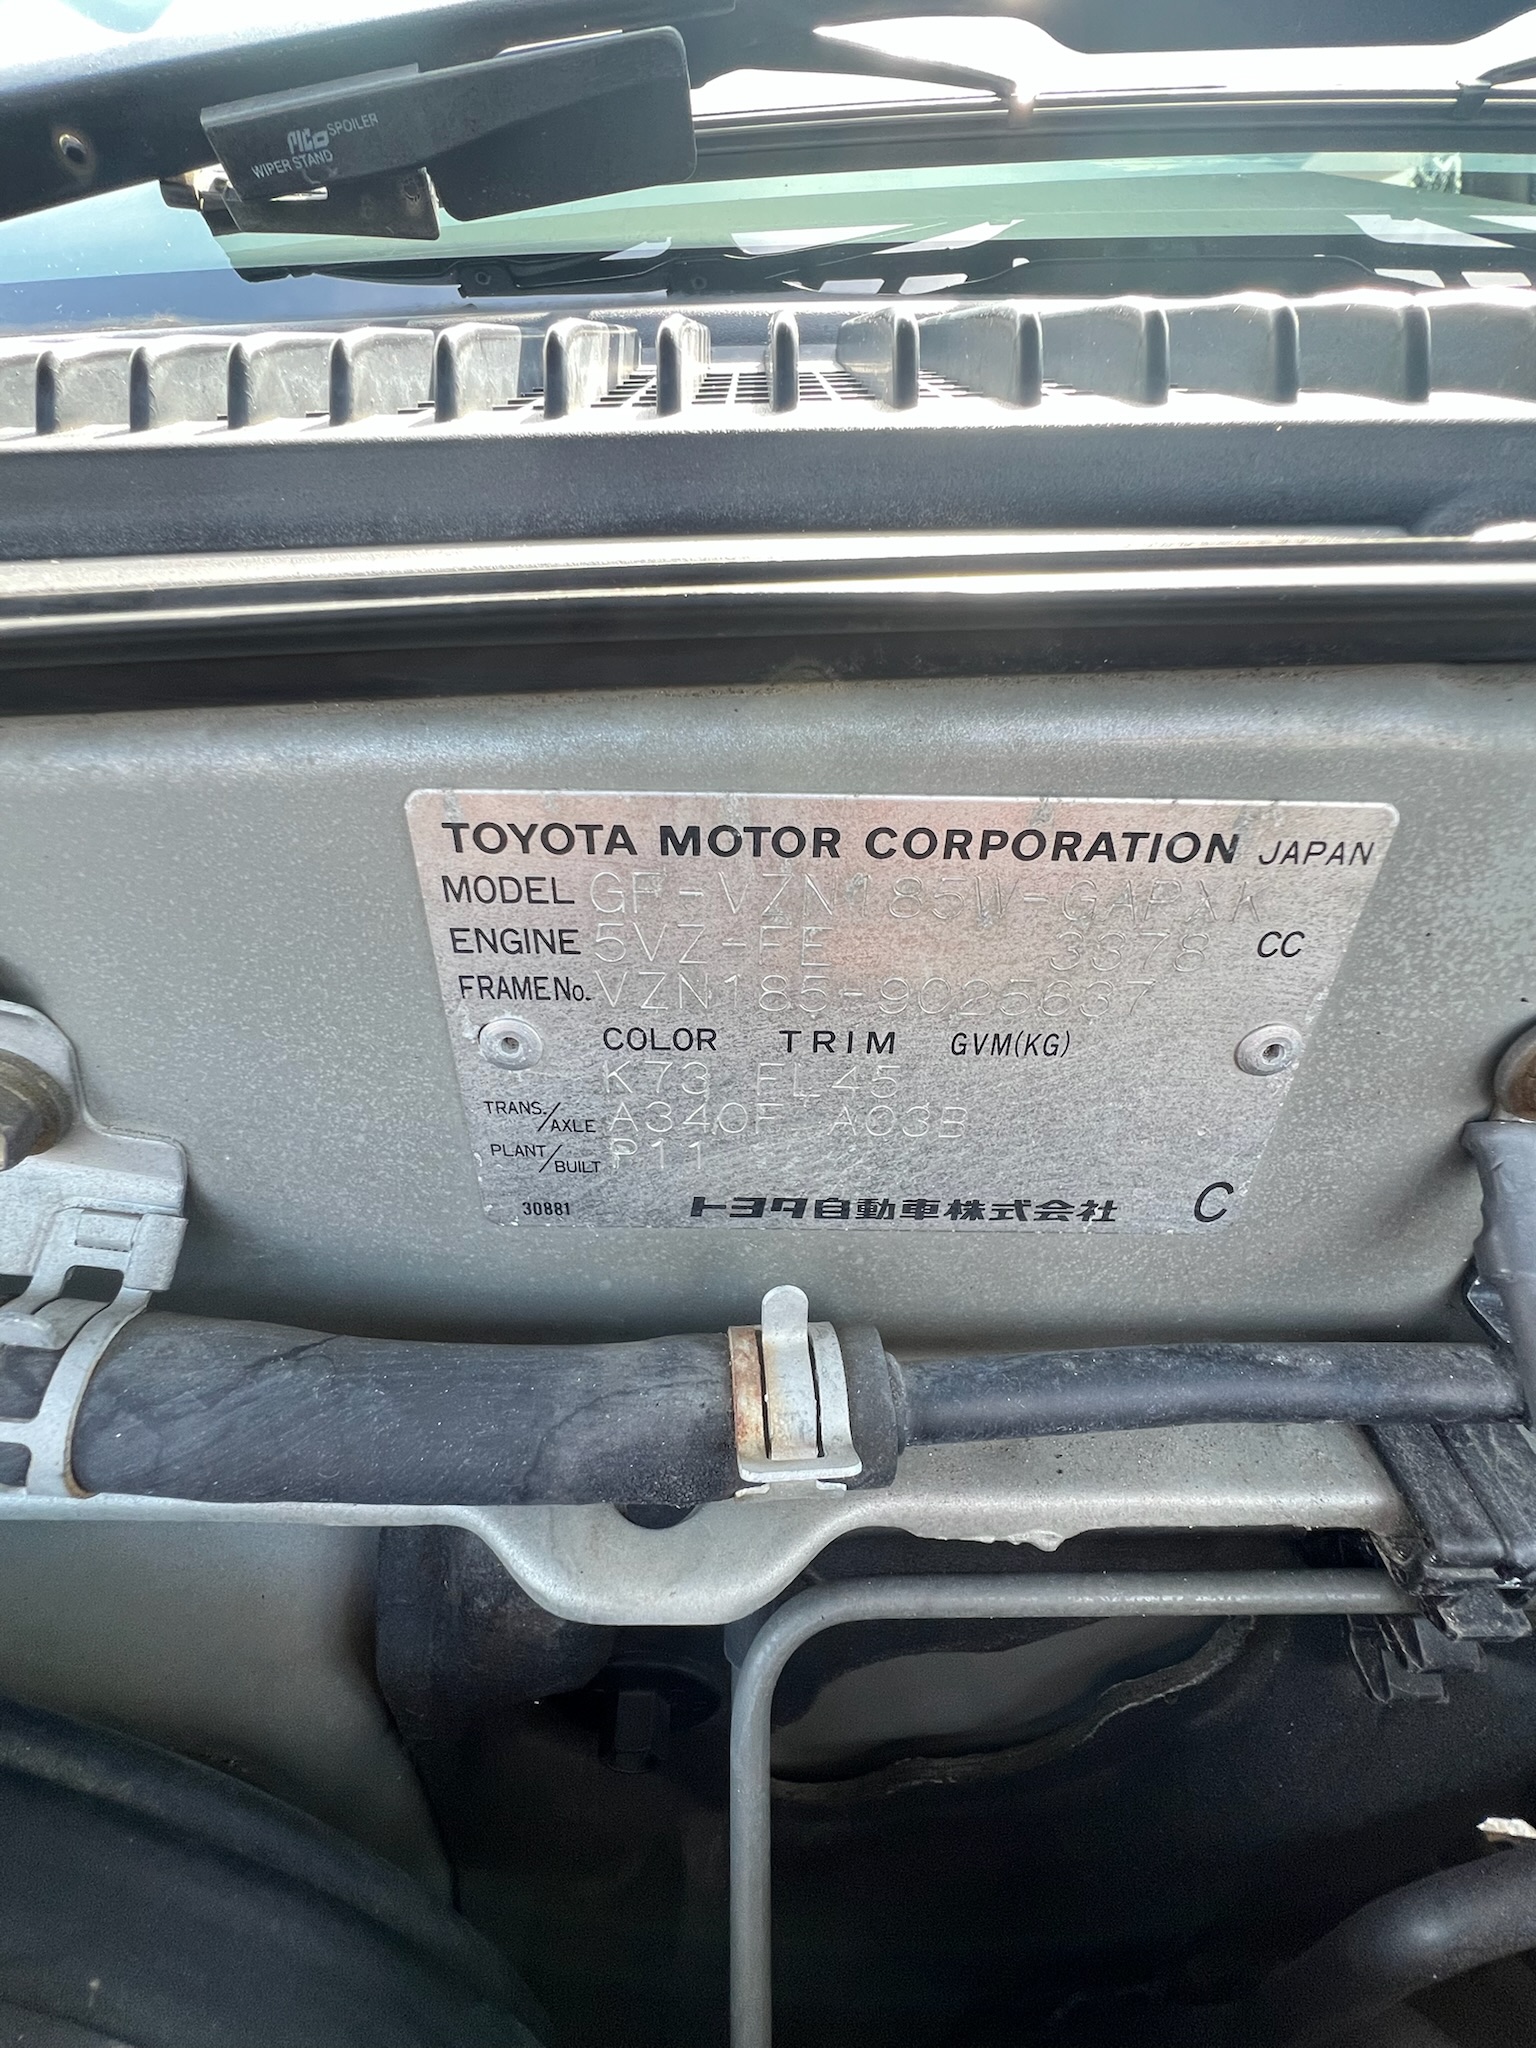 PICO SPOILER
WIPER STAND
TOYOTA MOTOR CORPORATION JAPAN
MODEL GF-VZN185W-GAPXK
ENGINE 5VZ-FE 3378 CC
FRAME No. VZN185-9025637
COLOR TRIM GVM(KG)
K73 FL45
TRANS./AXLE A340F A03B
PLANT/BUILT P11
30881 トヨタ自動車株式会社 C